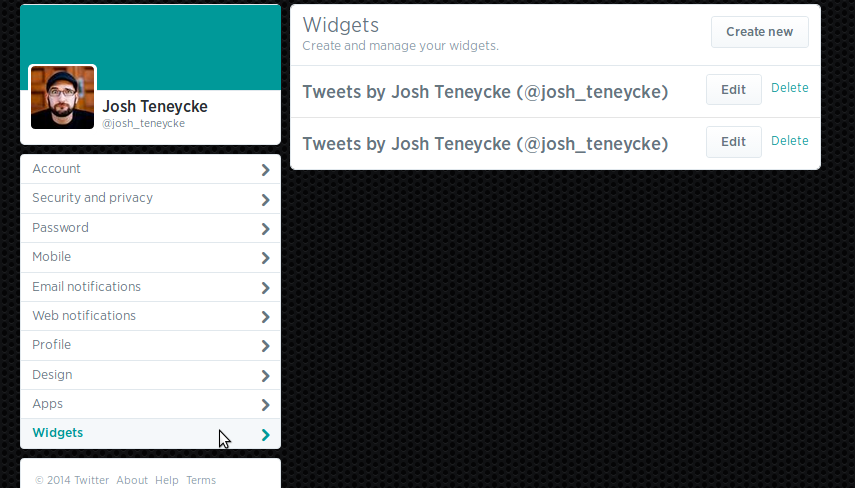 Josh Teneycke
@josh_teneycke
Account
Security and privacy
Password
Mobile
Email notifications
Web notifications
Profile
Design
Apps
Widgets
© 2014 Twitter About Help Terms
Widgets
Create and manage your widgets.
Create new
Tweets by Josh Teneycke (@josh_teneycke)
Edit
Delete
Tweets by Josh Teneycke (@josh_teneycke)
Edit
Delete